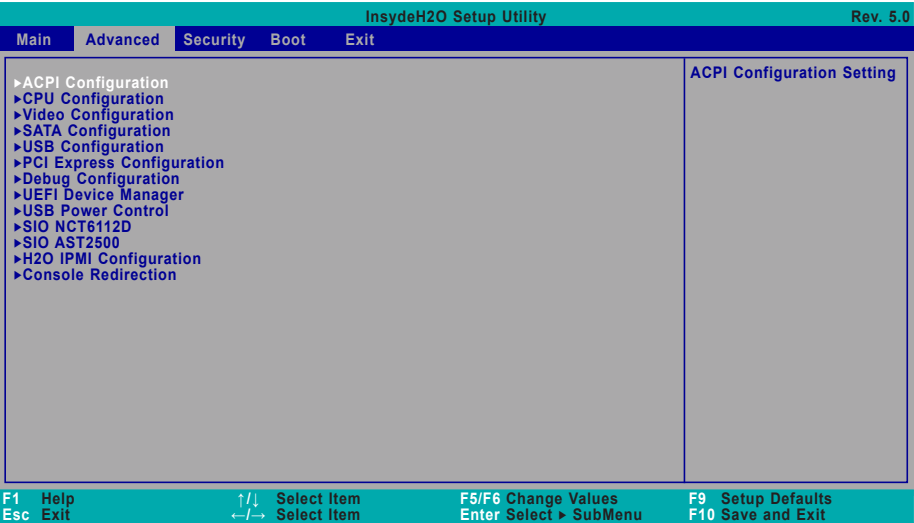 InsydeH2O Setup Utility Rev. 5.0
Main Advanced Security Boot Exit
▸ACPI Configuration
▸CPU Configuration
▸Video Configuration
▸SATA Configuration
▸USB Configuration
▸PCI Express Configuration
▸Debug Configuration
▸UEFI Device Manager
▸USB Power Control
▸SIO NCT6112D
▸SIO AST2500
▸H2O IPMI Configuration
▸Console Redirection
ACPI Configuration Setting
F1 Help ↑/↓ Select Item F5/F6 Change Values F9 Setup Defaults
Esc Exit ←/→ Select Item Enter Select ▸ SubMenu F10 Save and Exit